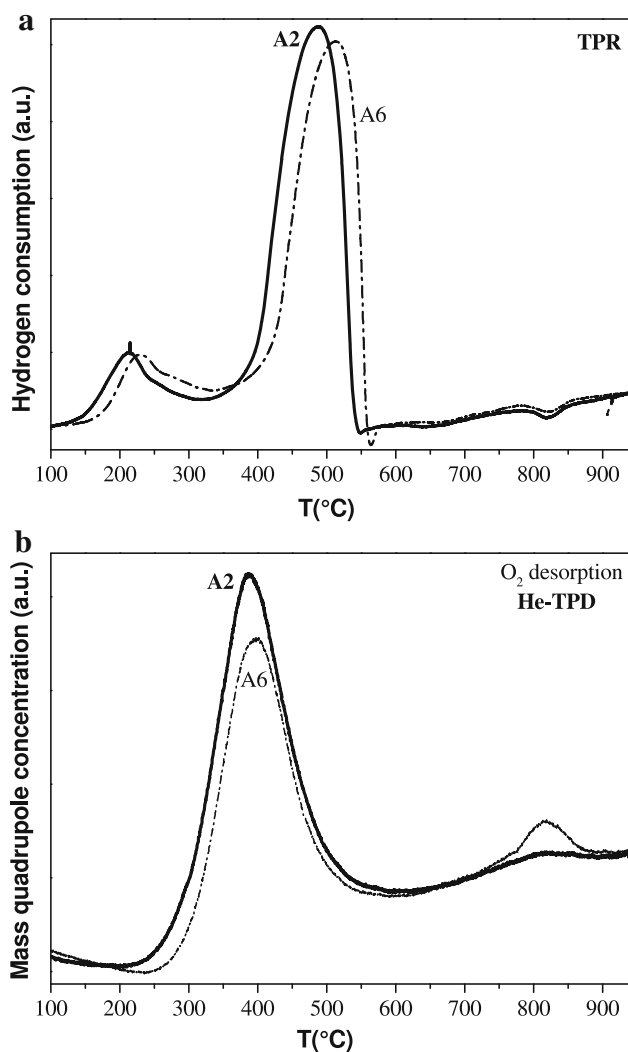 a
A2
TPR
A6
Hydrogen consumption (a.u.)
100 200 300 400 500 600 700 800 900
T(°C)
b
A2
O₂ desorption
He-TPD
A6
Mass quadrupole concentration (a.u.)
100 200 300 400 500 600 700 800 900
T(°C)